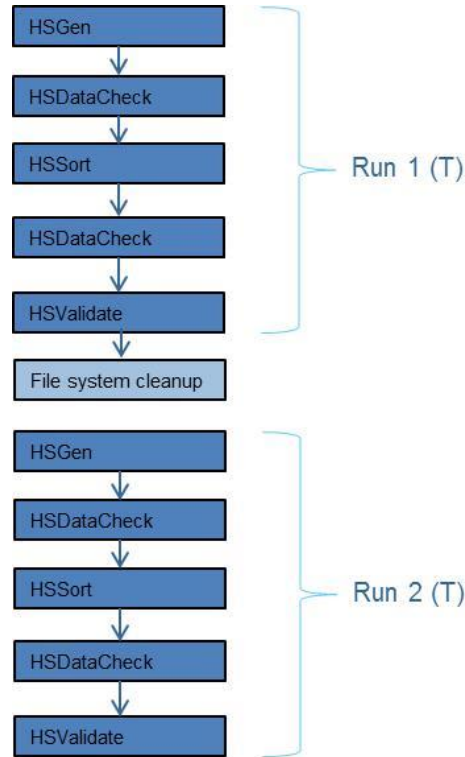 HSGen
HSDataCheck
HSSort
HSDataCheck
HSValidate
Run 1 (T)
File system cleanup
HSGen
HSDataCheck
HSSort
HSDataCheck
HSValidate
Run 2 (T)